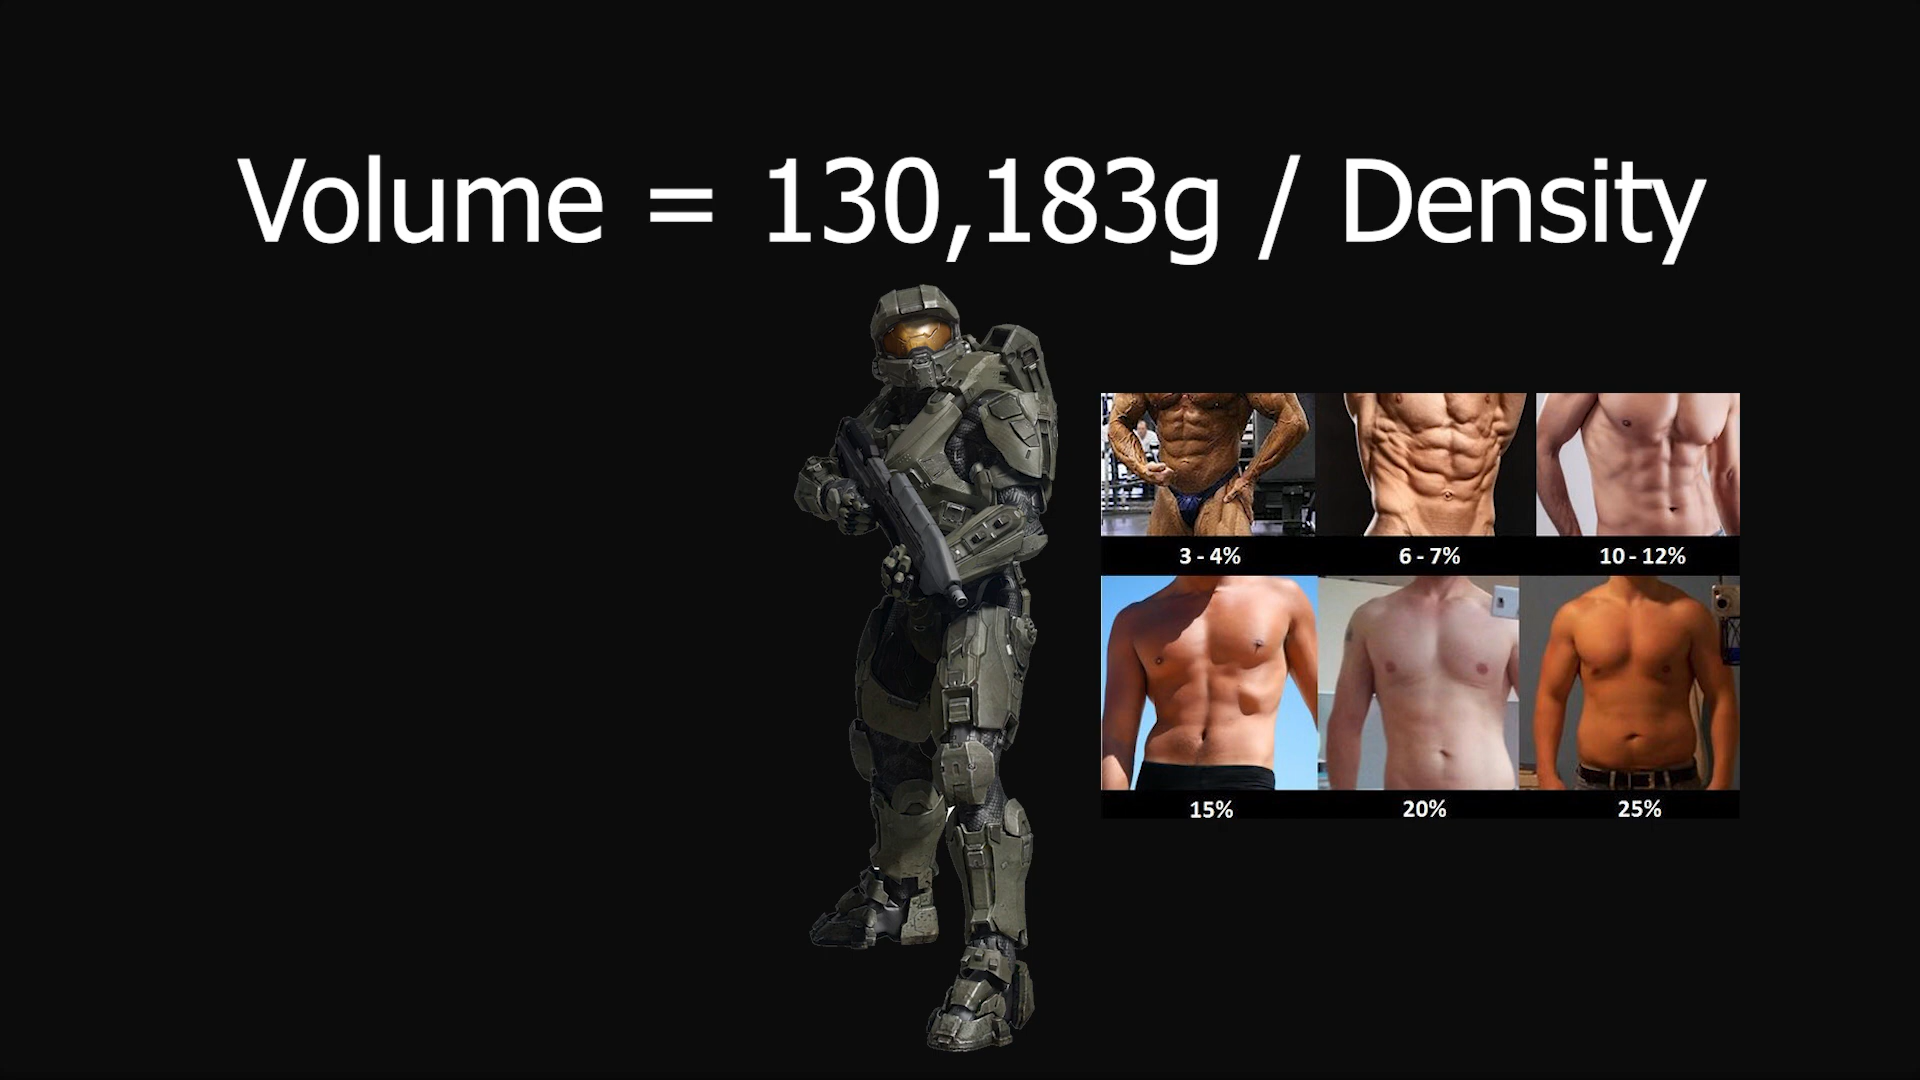 Volume = 130,183g / Density
3 - 4%
6 - 7%
10 - 12%
15%
20%
25%